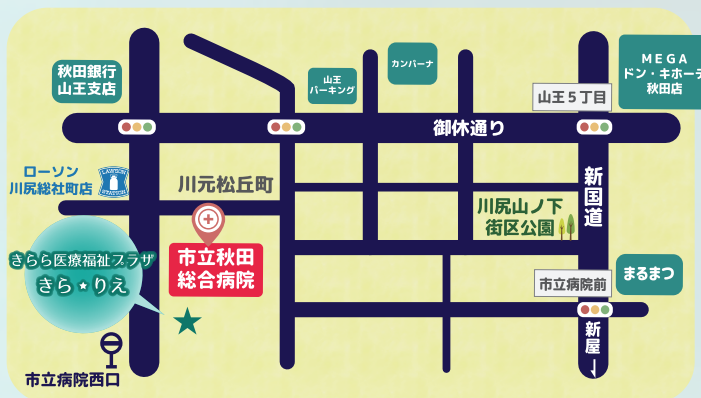 秋田銀行
山王支店
山王
パーキング
カンパーナ
MEGA
ドン・キホーテ
秋田店
山王5丁目
御休通り
ローソン
川尻総社町店
LAWSON
STATION
川元松丘町
新国道
川尻山ノ下
街区公園
きらら医療福祉プラザ
きら★りえ
市立秋田
総合病院
市立病院前
まるまつ
新屋
市立病院西口